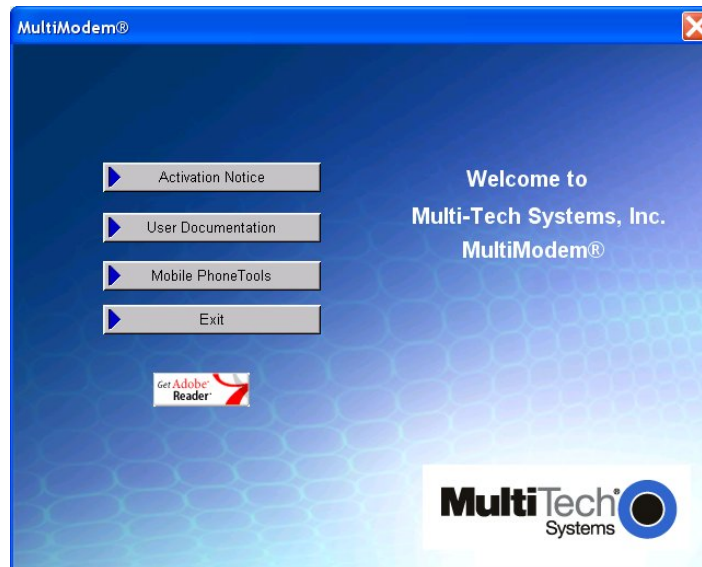 MultiModem®
Activation Notice
User Documentation
Mobile PhoneTools
Exit
Get Adobe®
Reader®
Welcome to
Multi-Tech Systems, Inc.
MultiModem®
MultiTech®
Systems